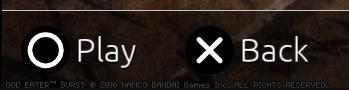 Play Back
GOD EATER™ BURST © 2010 NAMCO BANDAI Games Inc. ALL RIGHTS RESERVED.